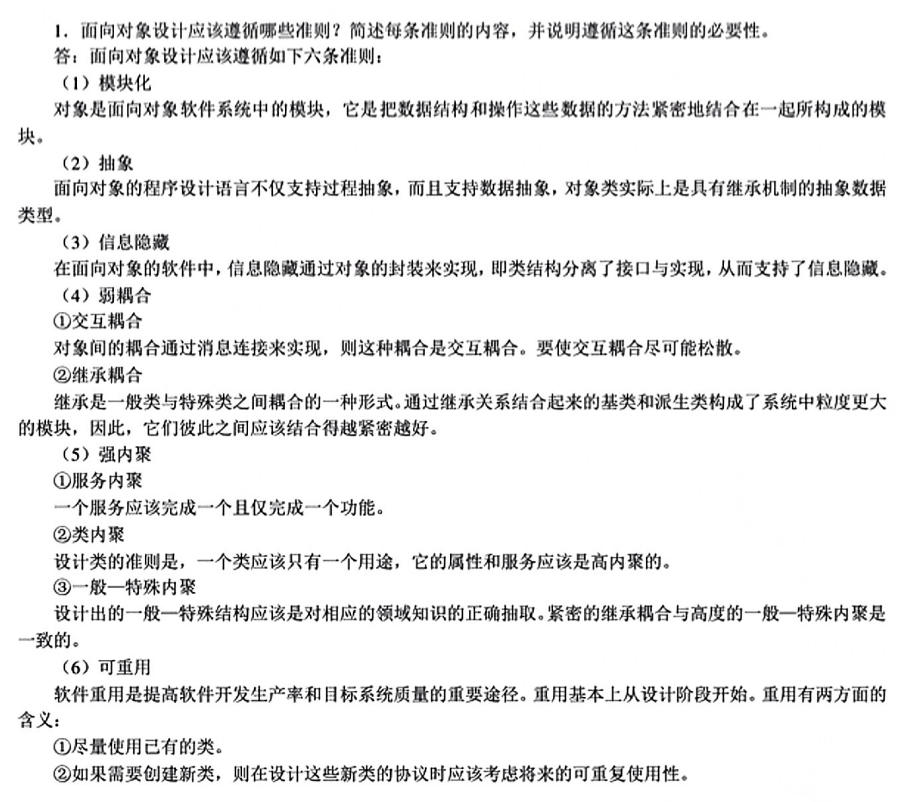 1．面向对象设计应该遵循哪些准则？简述每条准则的内容，并说明遵循这条准则的必要性。
答：面向对象设计应该遵循如下六条准则：
（1）模块化
对象是面向对象软件系统中的模块，它是把数据结构和操作这些数据的方法紧密地结合在一起所构成的模
块。
（2）抽象
面向对象的程序设计语言不仅支持过程抽象，而且支持数据抽象，对象类实际上是具有继承机制的抽象数据
类型。
（3）信息隐藏
在面向对象的软件中，信息隐藏通过对象的封装来实现，即类结构分离了接口与实现，从而支持了信息隐藏。
（4）弱耦合
①交互耦合
对象间的耦合通过消息连接来实现，则这种耦合是交互耦合。要使交互耦合尽可能松散。
②继承耦合
继承是一般类与特殊类之间耦合的一种形式。通过继承关系结合起来的基类和派生类构成了系统中粒度更大
的模块，因此，它们彼此之间应该结合得越紧密越好。
（5）强内聚
①服务内聚
一个服务应该完成一个且仅完成一个功能。
②类内聚
设计类的准则是，一个类应该只有一个用途，它的属性和服务应该是高内聚的。
③一般—特殊内聚
设计出的一般—特殊结构应该是对相应的领域知识的正确抽取。紧密的继承耦合与高度的一般—特殊内聚是
一致的。
（6）可重用
软件重用是提高软件开发生产率和目标系统质量的重要途径。重用基本上从设计阶段开始。重用有两方面的
含义：
①尽量使用已有的类。
②如果需要创建新类，则在设计这些新类的协议时应该考虑将来的可重复使用性。